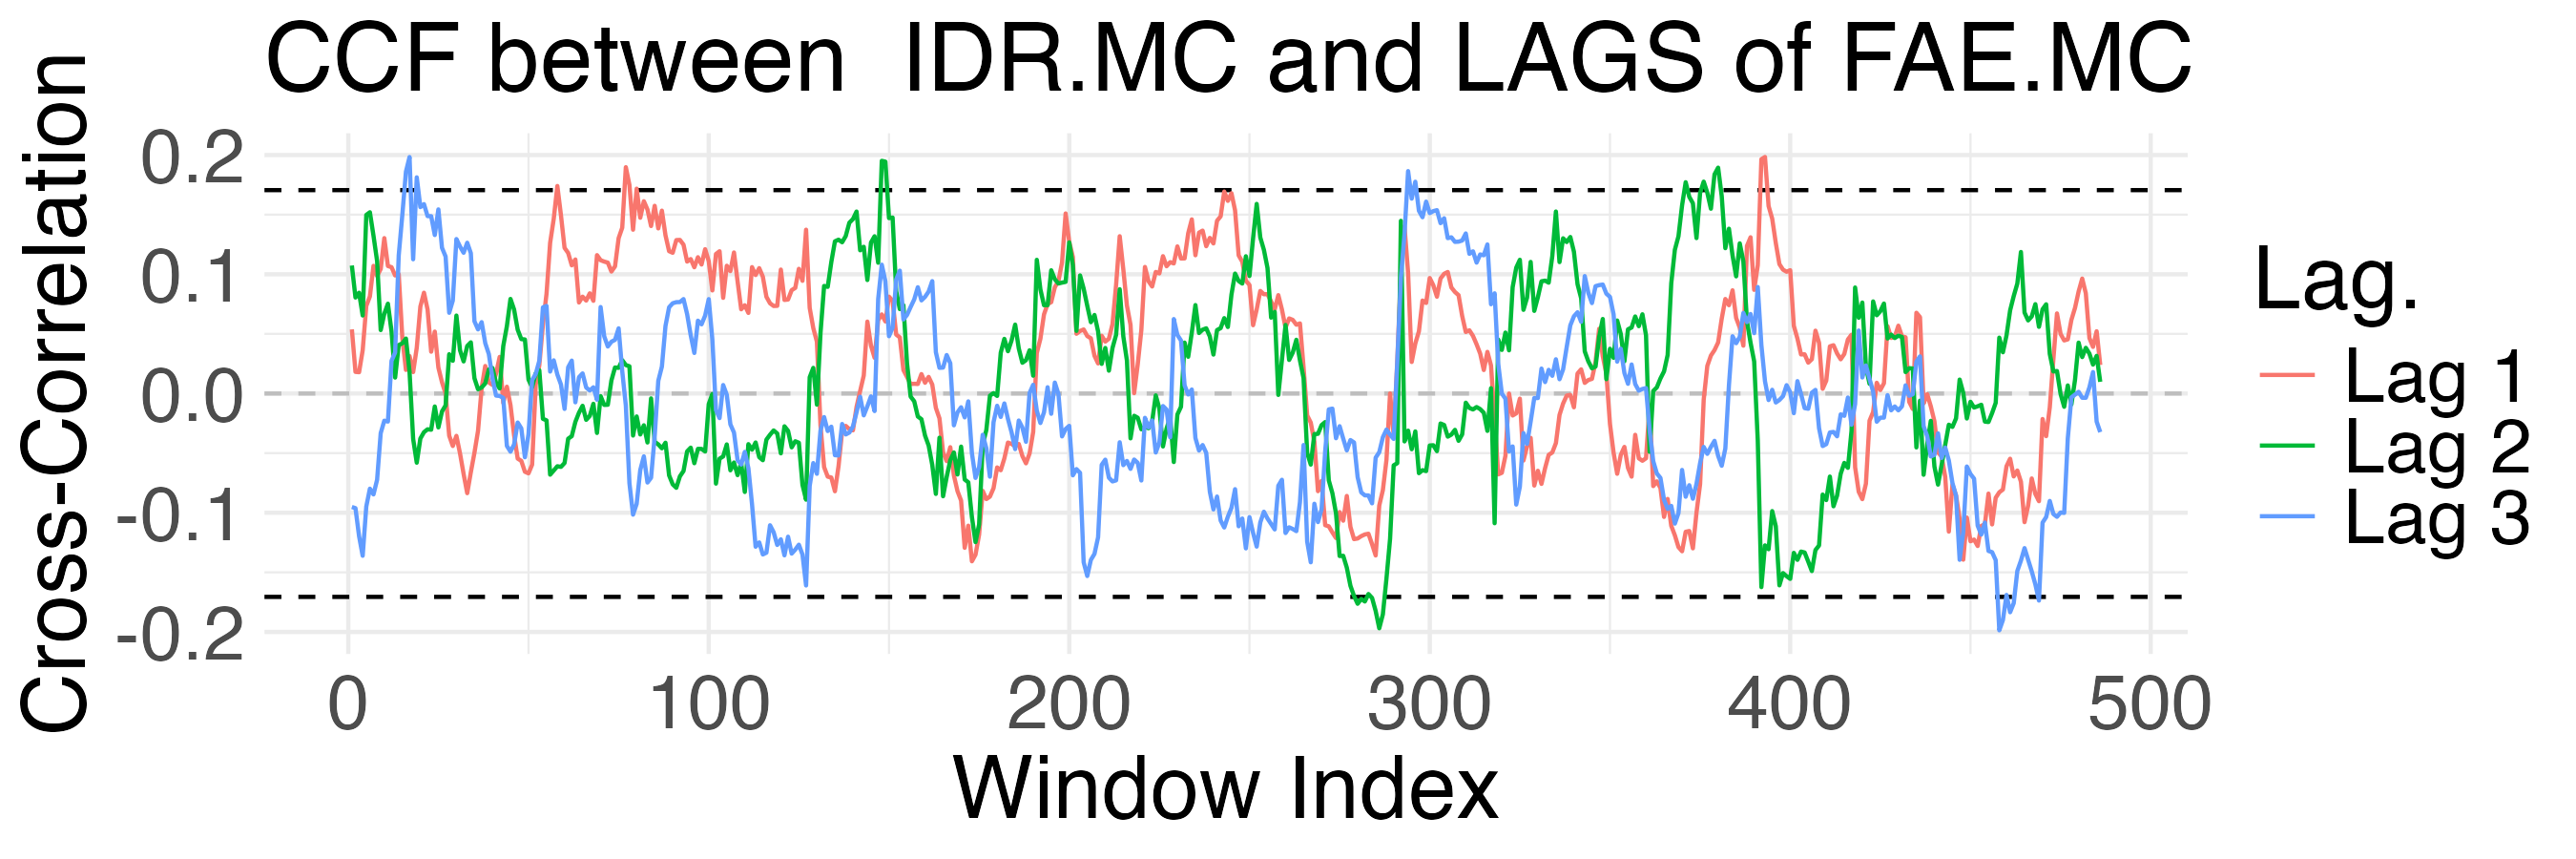 CCF between  IDR.MC and LAGS of FAE.MC
Cross-Correlation
0.2
0.1
0.0
-0.1
-0.2
0 100 200 300 400 500
Window Index
Lag.
Lag 1
Lag 2
Lag 3